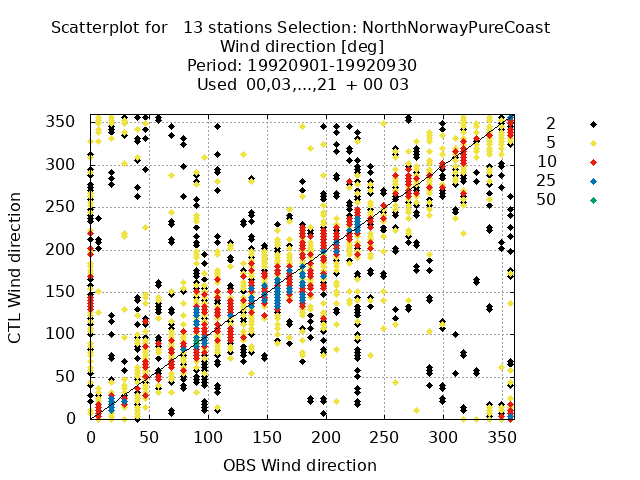 Scatterplot for 13 stations Selection: NorthNorwayPureCoast
Wind direction [deg]
Period: 19920901-19920930
Used 00,03,...,21 + 00 03
350
300
250
200
150
100
50
0
CTL Wind direction
0 50 100 150 200 250 300 350
OBS Wind direction
2
5
10
25
50